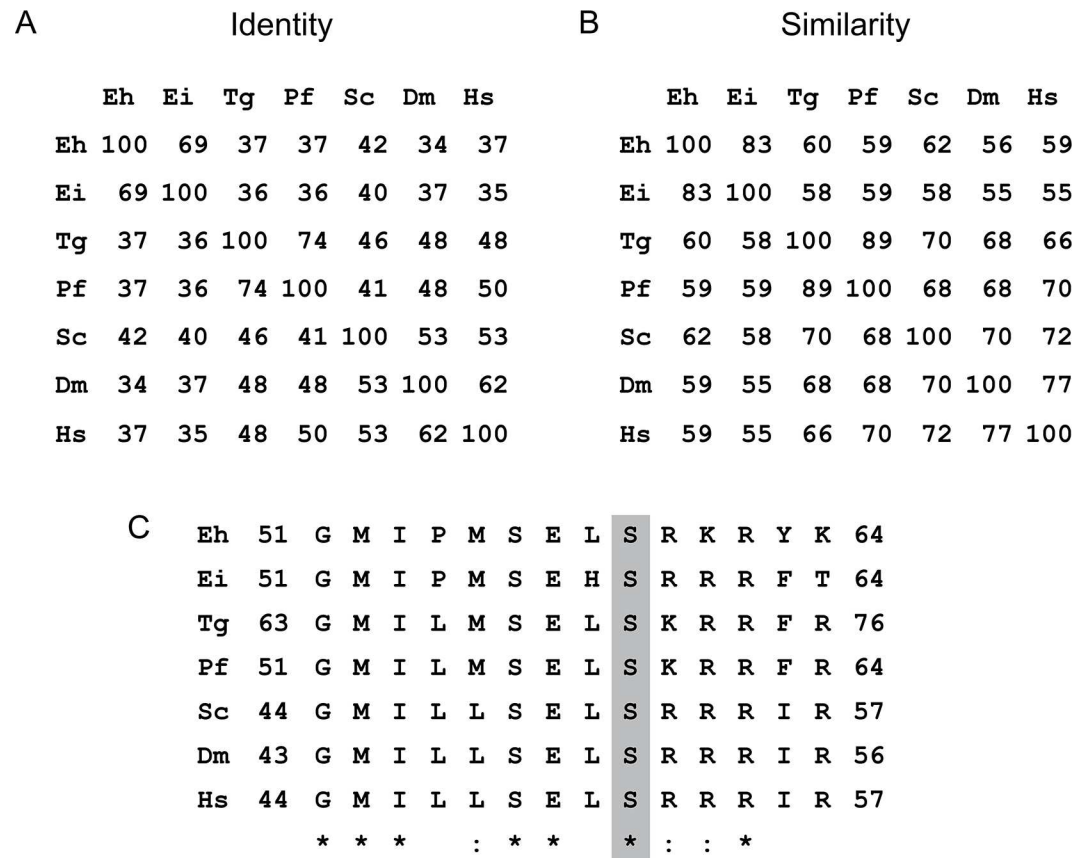 A Identity B Similarity
Eh Ei Tg Pf Sc Dm Hs Eh Ei Tg Pf Sc Dm Hs
Eh 100 69 37 37 42 34 37 Eh 100 83 60 59 62 56 59
Ei 69 100 36 36 40 37 35 Ei 83 100 58 59 58 55 55
Tg 37 36 100 74 46 48 48 Tg 60 58 100 89 70 68 66
Pf 37 36 74 100 41 48 50 Pf 59 59 89 100 68 68 70
Sc 42 40 46 41 100 53 53 Sc 62 58 70 68 100 70 72
Dm 34 37 48 48 53 100 62 Dm 59 55 68 68 70 100 77
Hs 37 35 48 50 53 62 100 Hs 59 55 66 70 72 77 100
C Eh 51 G M I P M S E L S R K R Y K 64
Ei 51 G M I P M S E H S R R R F T 64
Tg 63 G M I L M S E L S K R R F R 76
Pf 51 G M I L M S E L S K R R F R 64
Sc 44 G M I L L S E L S R R R I R 57
Dm 43 G M I L L S E L S R R R I R 56
Hs 44 G M I L L S E L S R R R I R 57
* * * : * * * : : *